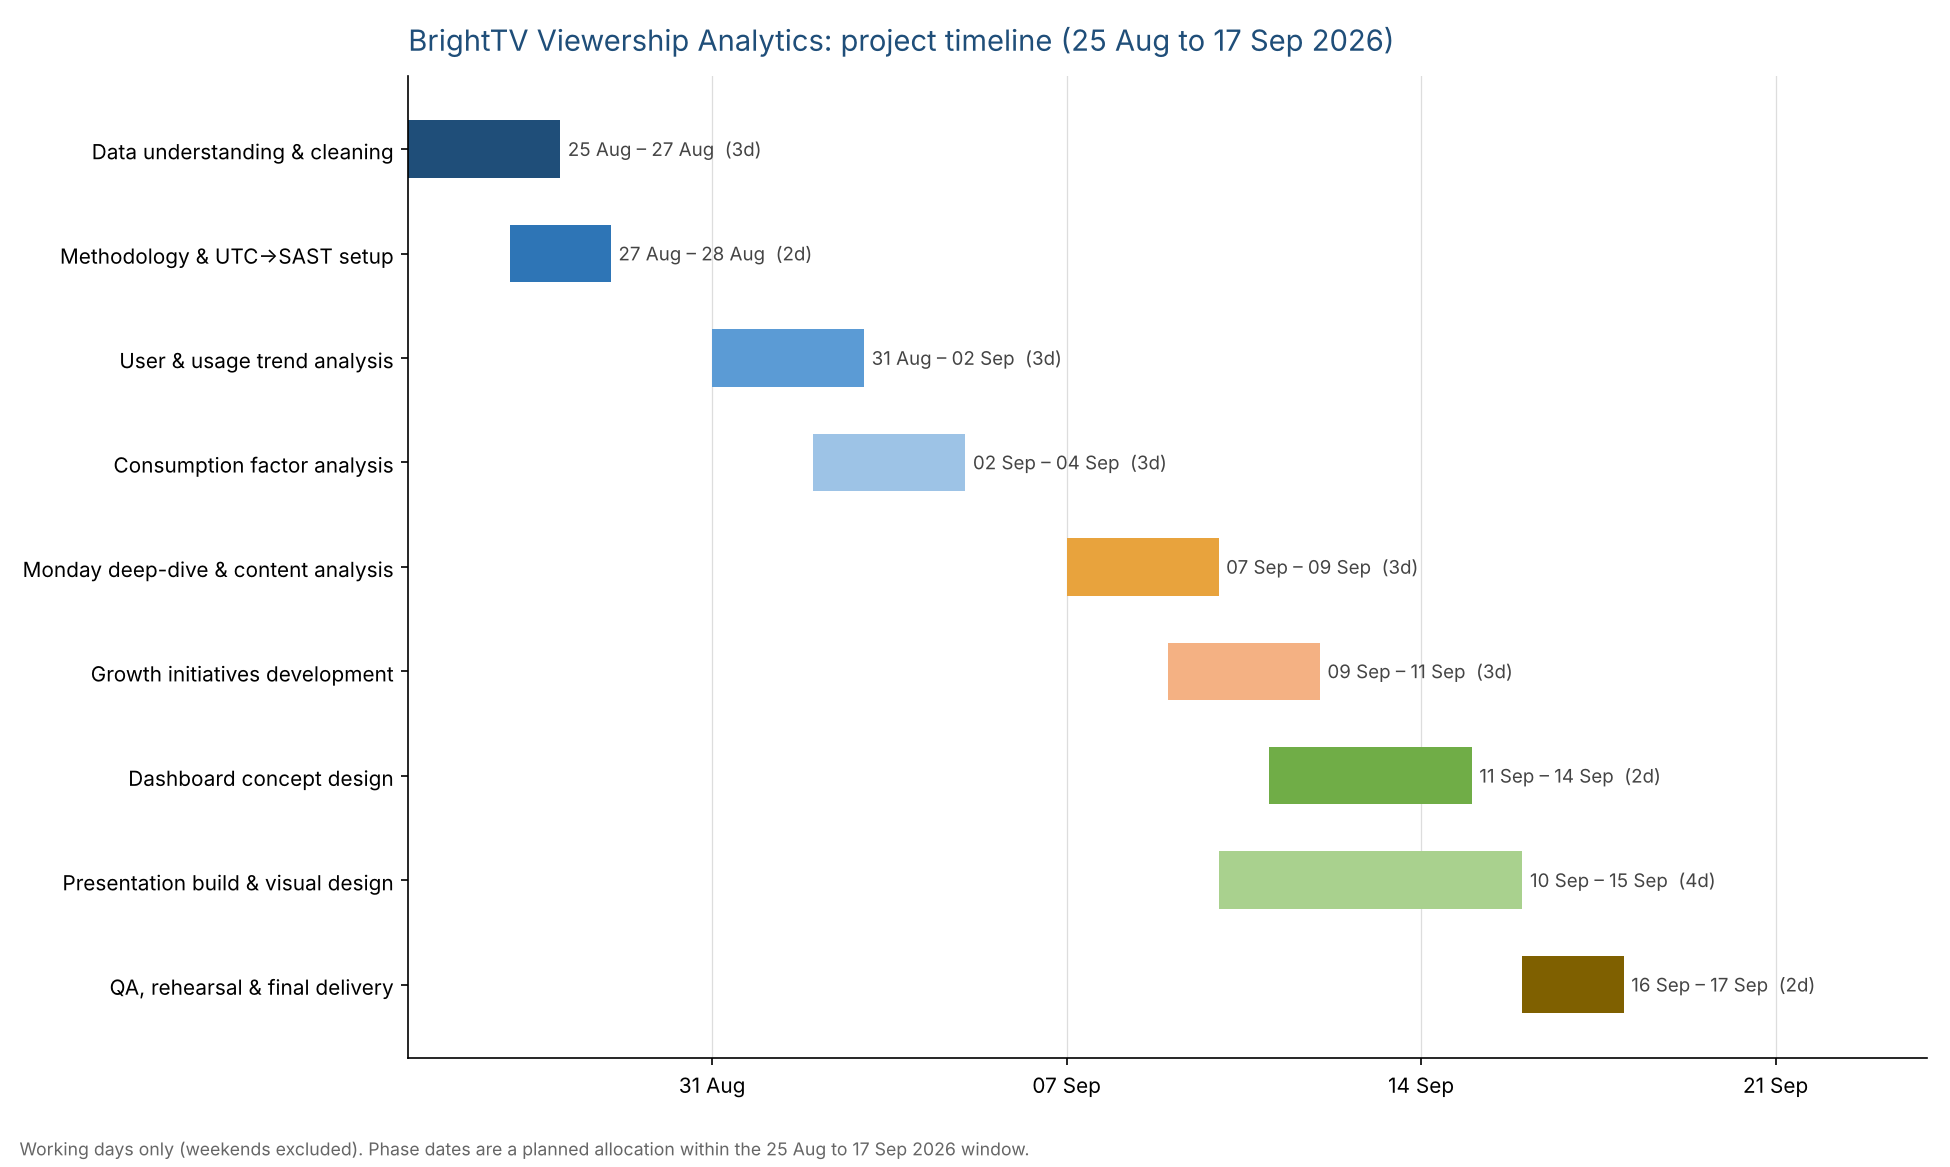 BrightTV Viewership Analytics: project timeline (25 Aug to 17 Sep 2026)
Data understanding & cleaning
25 Aug – 27 Aug (3d)
Methodology & UTC→SAST setup
27 Aug – 28 Aug (2d)
User & usage trend analysis
31 Aug – 02 Sep (3d)
Consumption factor analysis
02 Sep – 04 Sep (3d)
Monday deep-dive & content analysis
07 Sep – 09 Sep (3d)
Growth initiatives development
09 Sep – 11 Sep (3d)
Dashboard concept design
11 Sep – 14 Sep (2d)
Presentation build & visual design
10 Sep – 15 Sep (4d)
QA, rehearsal & final delivery
16 Sep – 17 Sep (2d)
31 Aug
07 Sep
14 Sep
21 Sep
Working days only (weekends excluded). Phase dates are a planned allocation within the 25 Aug to 17 Sep 2026 window.